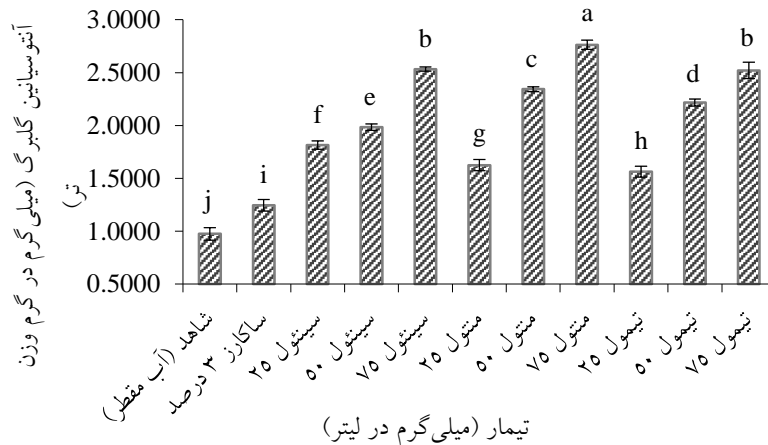 آنتوسیانین گلبرگ (میلی گرم در گرم وزن
تر)
3.0000
2.5000
2.0000
1.5000
1.0000
0.5000
j
i
f
e
b
g
c
a
h
d
b
شاهد (آب مقطر)
ساکارز ۳ درصد
سینئول ۲۵
سینئول ۵۰
سینئول ۷۵
منتول ۲۵
منتول ۵۰
منتول ۷۵
تیمول ۲۵
تیمول ۵۰
تیمول ۷۵
تیمار (میلی‌گرم در لیتر)